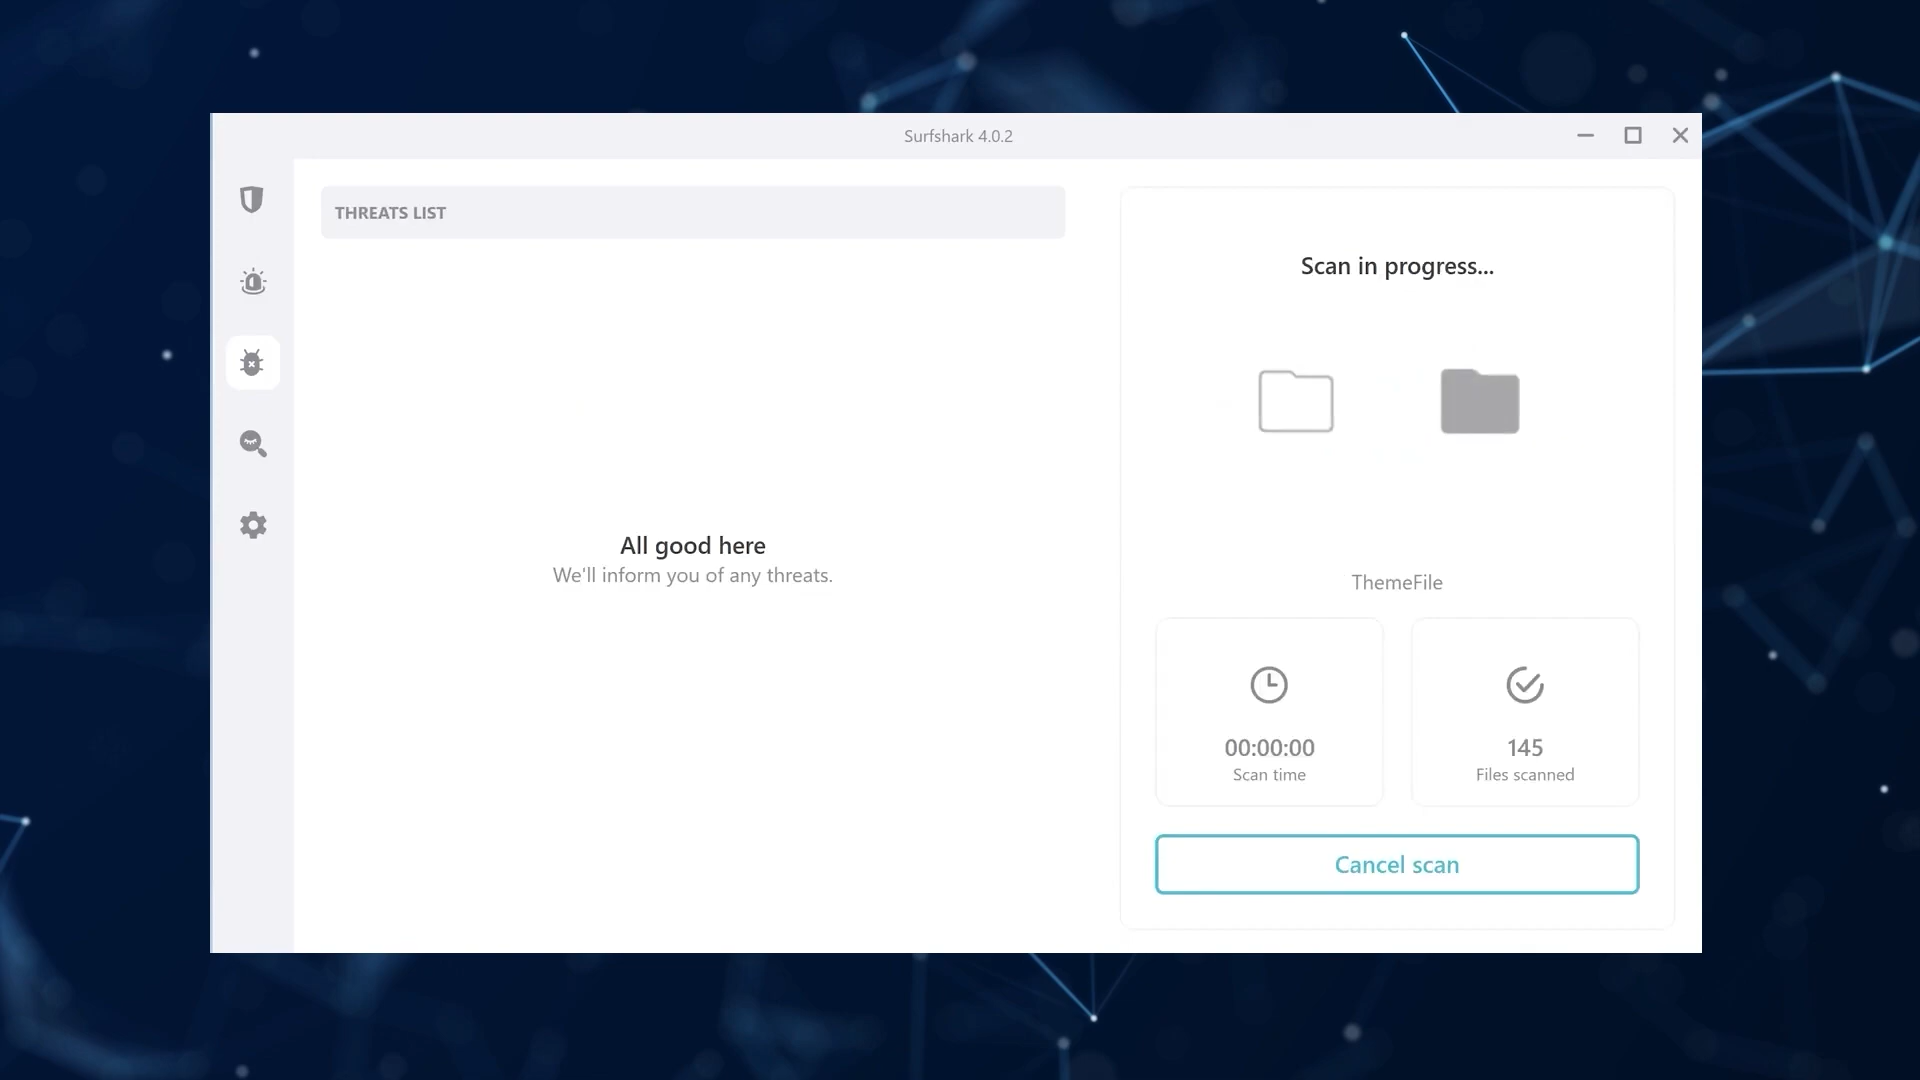 Surfshark 4.0.2
THREATS LIST
All good here
We'll inform you of any threats.
Scan in progress...
ThemeFile
00:00:00
Scan time
145
Files scanned
Cancel scan